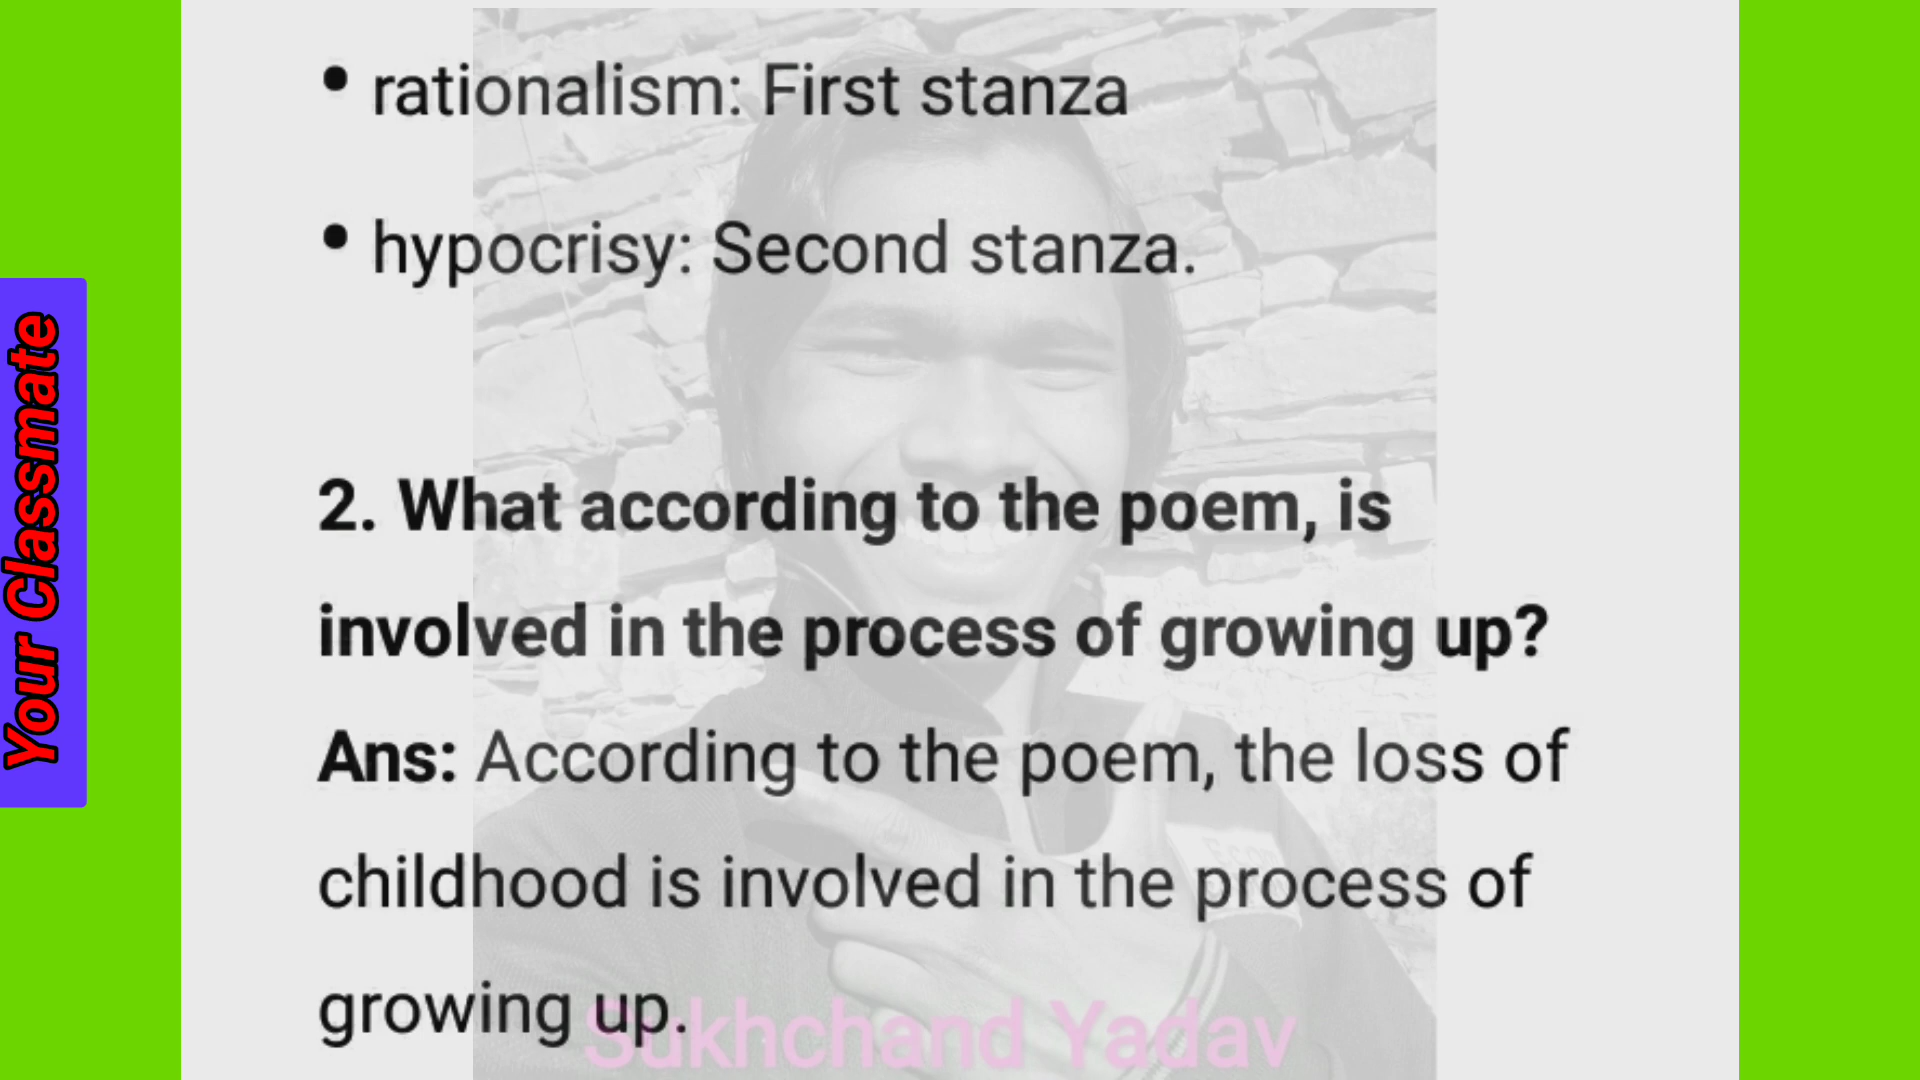 • rationalism: First stanza
• hypocrisy: Second stanza.
2. What according to the poem, is
involved in the process of growing up?
Ans: According to the poem, the loss of
childhood is involved in the process of
growing up.
Sukhchand Yadav
Your Classmate